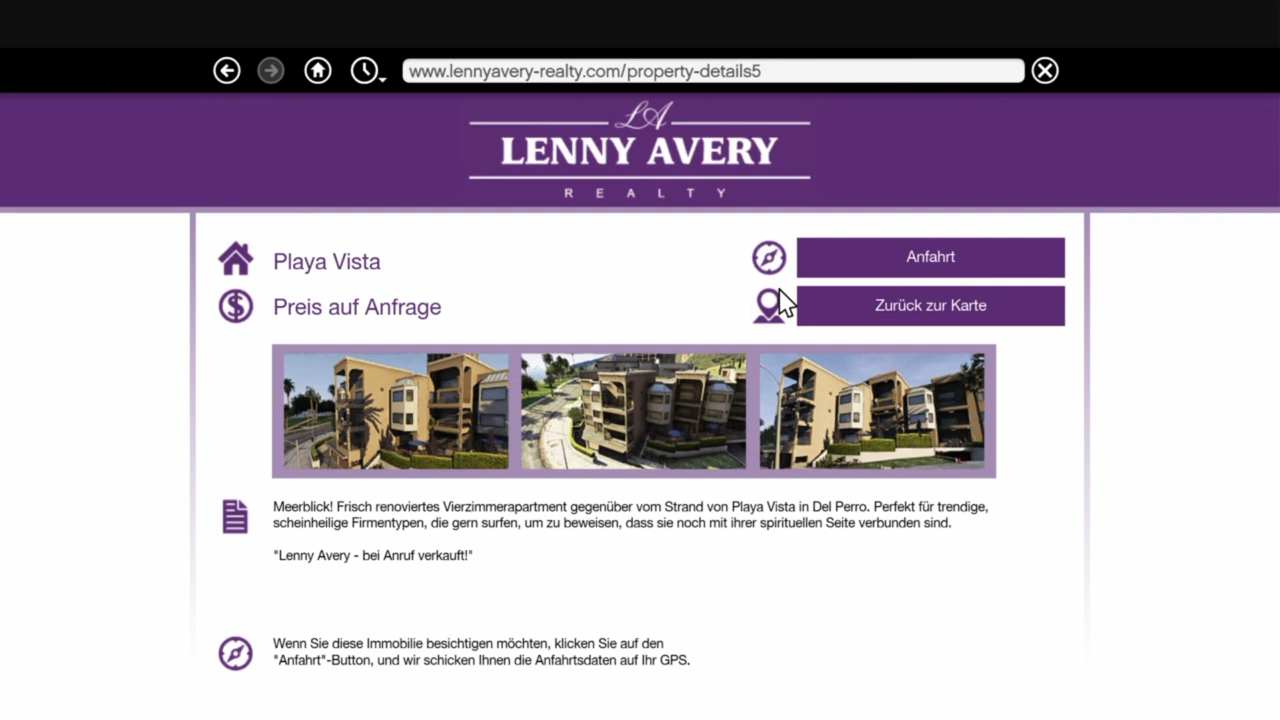 www.lennyavery-realty.com/property-details5
LA
LENNY AVERY
REALTY
Playa Vista
Anfahrt
Preis auf Anfrage
Zurück zur Karte
Meerblick! Frisch renoviertes Vierzimmerapartment gegenüber vom Strand von Playa Vista in Del Perro. Perfekt für trendige,
scheinheilige Firmentypen, die gern surfen, um zu beweisen, dass sie noch mit ihrer spirituellen Seite verbunden sind.
"Lenny Avery - bei Anruf verkauft!"
Wenn Sie diese Immobilie besichtigen möchten, klicken Sie auf den
"Anfahrt"-Button, und wir schicken Ihnen die Anfahrtsdaten auf Ihr GPS.